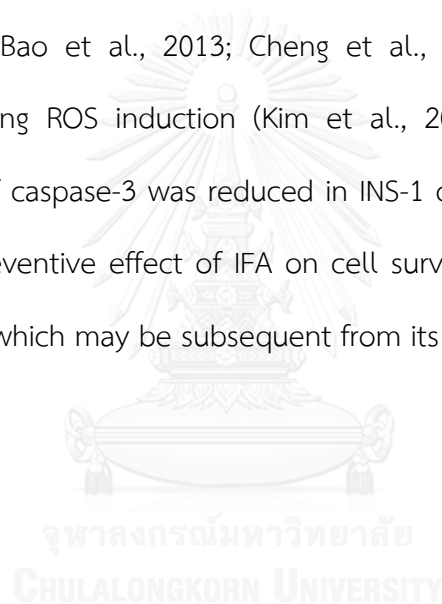 Bao et al., 2013; Cheng et al.,
ng ROS induction (Kim et al., 20
caspase-3 was reduced in INS-1 c
eventive effect of IFA on cell surv
which may be subsequent from its
จุฬาลงกรณ์มหาวิทยาลัย
CHULALONGKORN UNIVERSITY